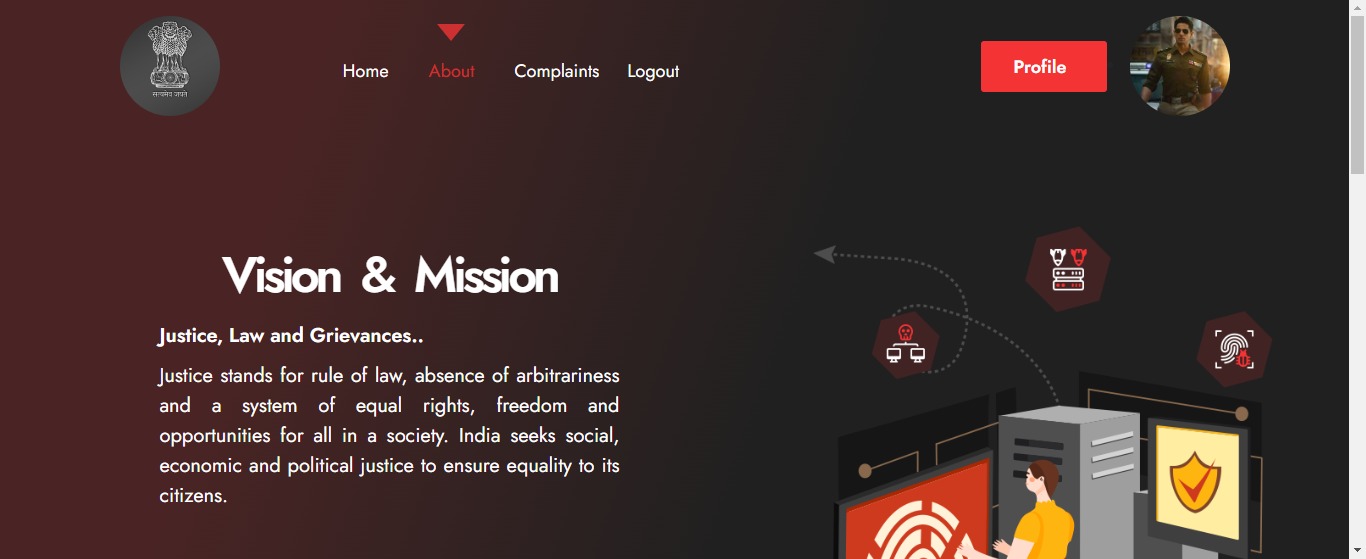 सत्यमेव जयते
Home
About
Complaints
Logout
Profile
Vision & Mission
Justice, Law and Grievances..
Justice stands for rule of law, absence of arbitrariness
and a system of equal rights, freedom and
opportunities for all in a society. India seeks social,
economic and political justice to ensure equality to its
citizens.